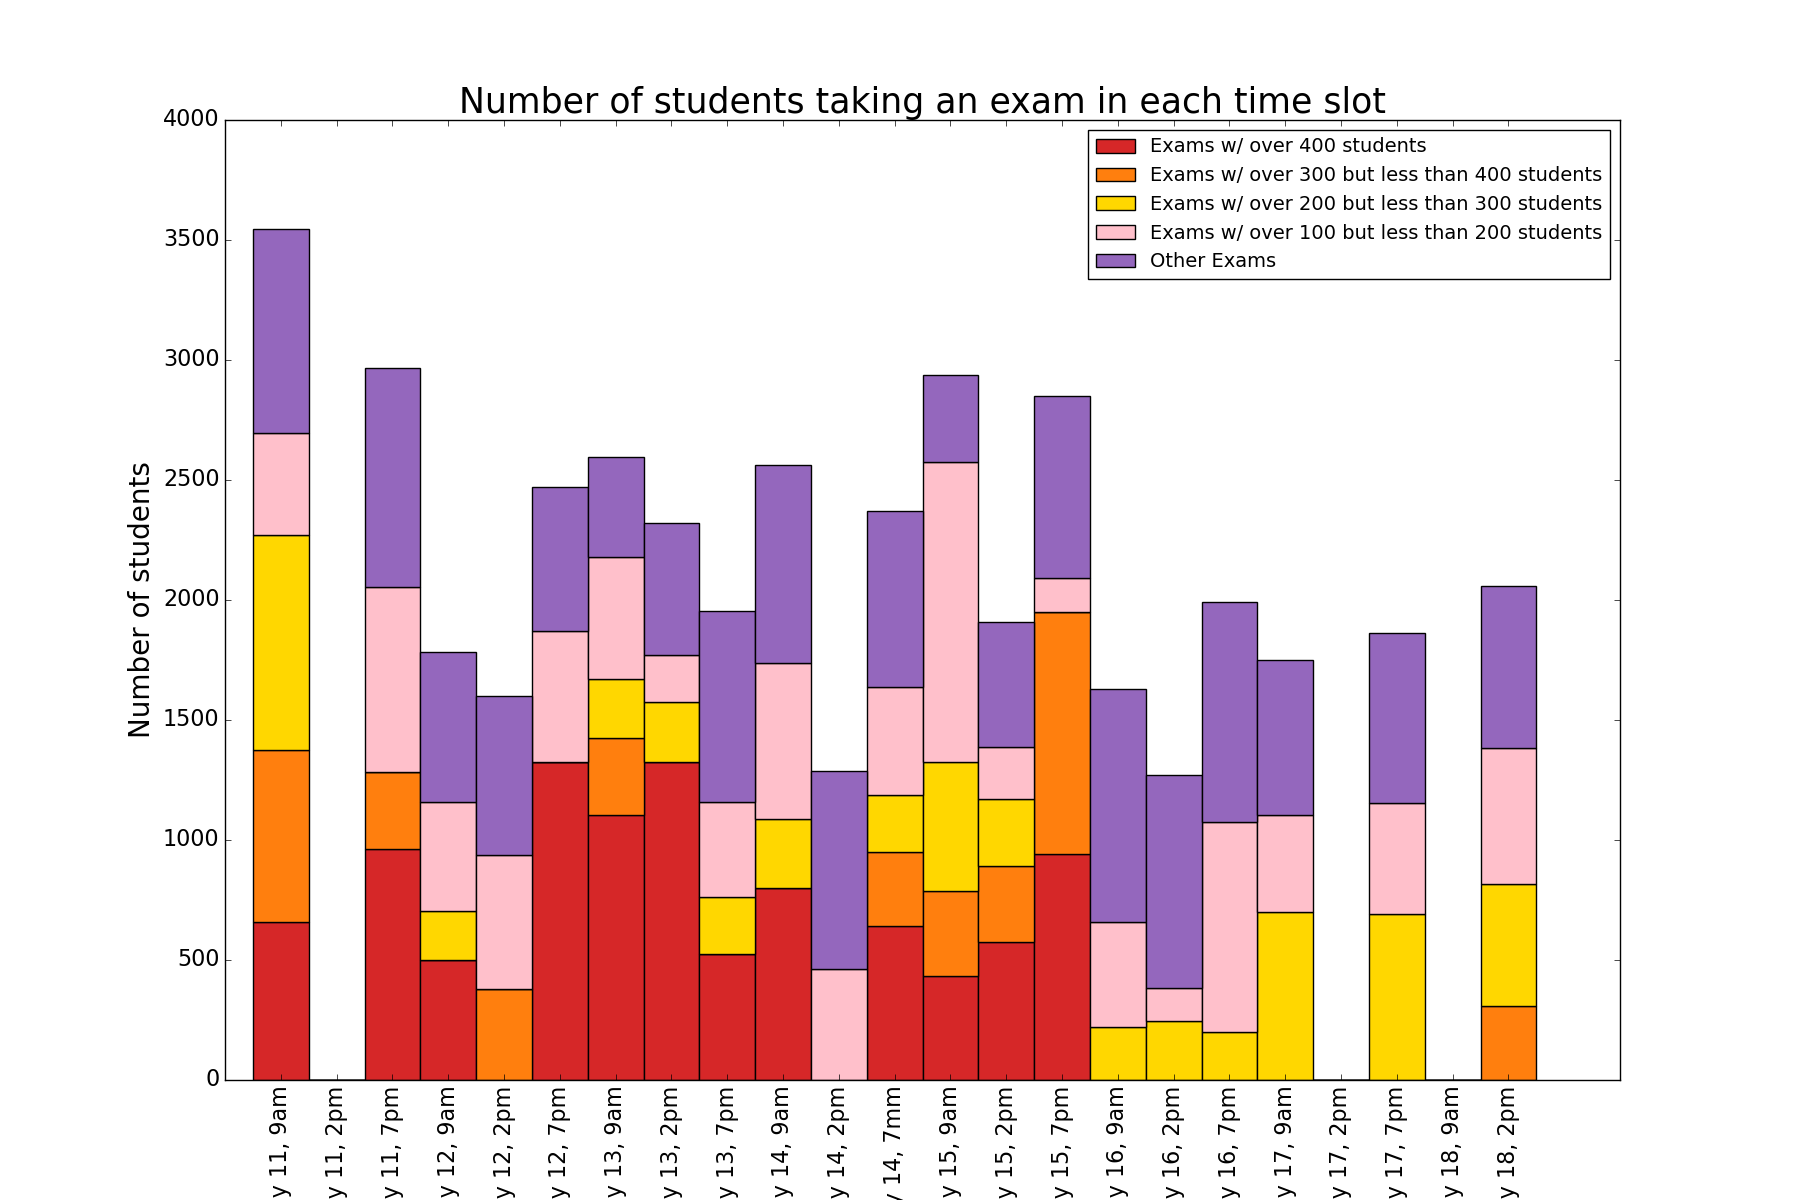 Number of students taking an exam in each time slot
Exams w/ over 400 students
Exams w/ over 300 but less than 400 students
Exams w/ over 200 but less than 300 students
Exams w/ over 100 but less than 200 students
Other Exams
Number of students
4000
3500
3000
2500
2000
1500
1000
500
0
y 11, 9am
y 11, 2pm
y 11, 7pm
y 12, 9am
y 12, 2pm
y 12, 7pm
y 13, 9am
y 13, 2pm
y 13, 7pm
y 14, 9am
y 14, 2pm
y 14, 7mm
y 15, 9am
y 15, 2pm
y 15, 7pm
y 16, 9am
y 16, 2pm
y 16, 7pm
y 17, 9am
y 17, 2pm
y 17, 7pm
y 18, 9am
y 18, 2pm